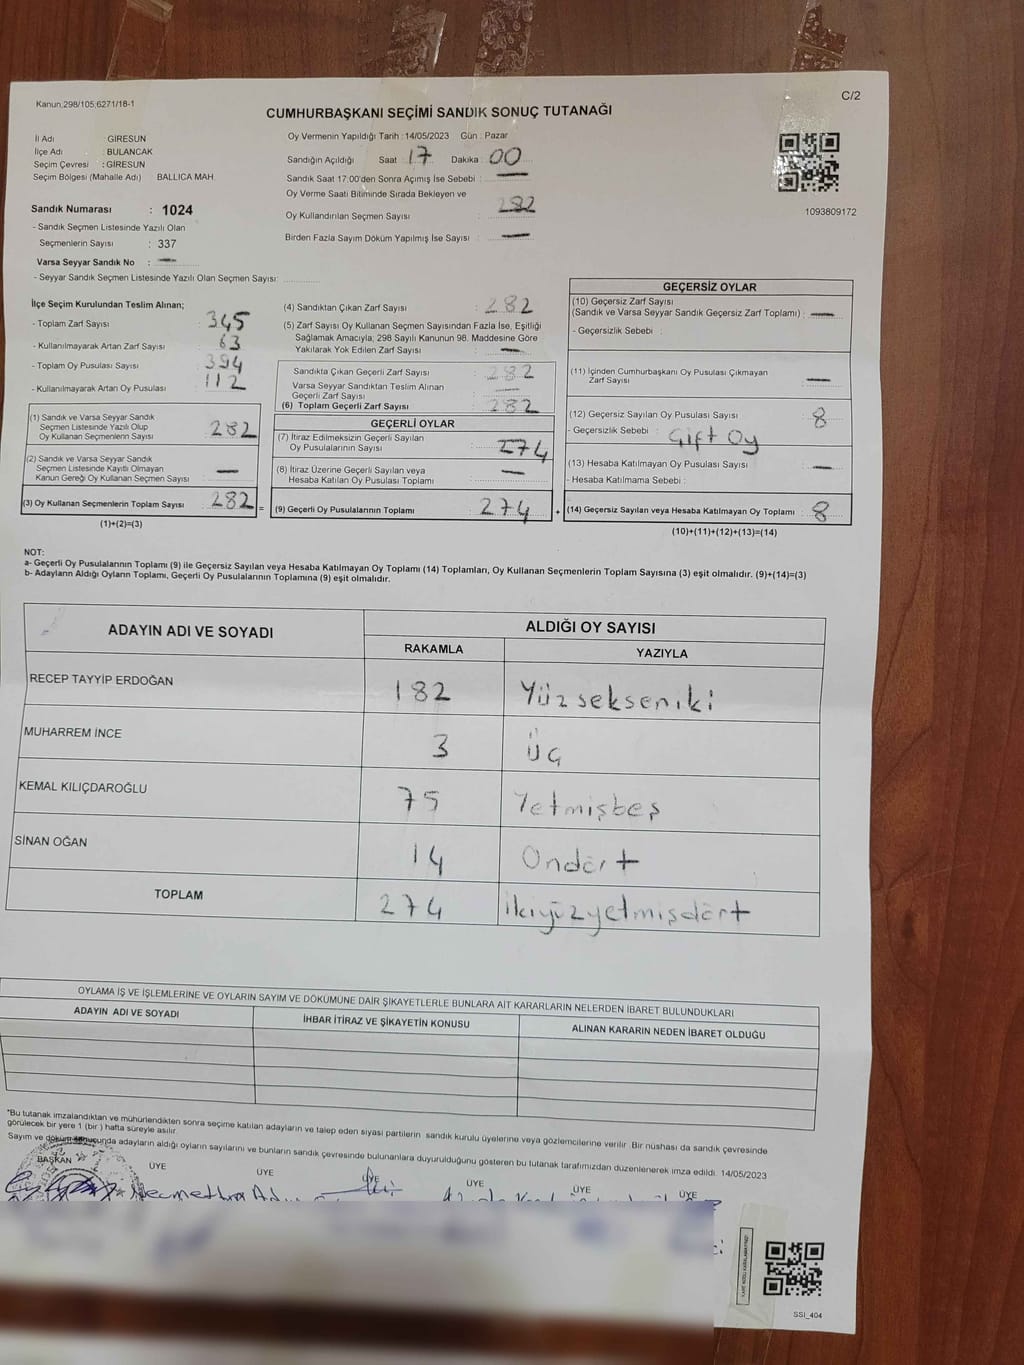 Kanun,298/105;6271/18-1
C/2
CUMHURBAŞKANI SEÇİMİ SANDIK SONUÇ TUTANAĞI
İl Adı : GİRESUN
İlçe Adı : BULANCAK
Seçim Çevresi : GİRESUN
Seçim Bölgesi (Mahalle Adı) BALLICA MAH.
Oy Vermenin Yapıldığı Tarih : 14/05/2023 Gün : Pazar
Sandığın Açıldığı Saat : 17 Dakika : 00
Sandık Saat 17:00'den Sonra Açımış İse Sebebi : —
Oy Verme Saati Bitiminde Sırada Bekleyen ve
Oy Kullandırılan Seçmen Sayısı : 282
Birden Fazla Sayım Döküm Yapılmış İse Sayısı : —
1093809172
Sandık Numarası : 1024
- Sandık Seçmen Listesinde Yazılı Olan
Seçmenlerin Sayısı : 337
Varsa Seyyar Sandık No : —
- Seyyar Sandık Seçmen Listesinde Yazılı Olan Seçmen Sayısı:
İlçe Seçim Kurulundan Teslim Alınan;
- Toplam Zarf Sayısı : 345
- Kullanılmayarak Artan Zarf Sayısı : 63
- Toplam Oy Pusulası Sayısı : 394
- Kullanılmayarak Artan Oy Pusulası : 112
(1) Sandık ve Varsa Seyyar Sandık
Seçmen Listesinde Yazılı Olup
Oy Kullanan Seçmenlerin Sayısı : 282
(2) Sandık ve Varsa Seyyar Sandık
Seçmen Listesinde Kayıtlı Olmayan
Kanun Gereği Oy Kullanan Seçmen Sayısı : —
(3) Oy Kullanan Seçmenlerin Toplam Sayısı : 282
(1)+(2)=(3)
(4) Sandıktan Çıkan Zarf Sayısı : 282
(5) Zarf Sayısı Oy Kullanan Seçmen Sayısından Fazla İse, Eşitliği
Sağlamak Amacıyla; 298 Sayılı Kanunun 98. Maddesine Göre
Yakılarak Yok Edilen Zarf Sayısı : —
Sandıkta Çıkan Geçerli Zarf Sayısı : 282
Varsa Seyyar Sandıktan Teslim Alınan
Geçerli Zarf Sayısı : —
(6) Toplam Geçerli Zarf Sayısı : 282
GEÇERLİ OYLAR
(7) İtiraz Edilmeksizin Geçerli Sayılan
Oy Pusulalarının Sayısı : 274
(8) İtiraz Üzerine Geçerli Sayılan veya
Hesaba Katılan Oy Pusulası Toplamı : —
= (9) Geçerli Oy Pusulalarının Toplamı : 274
GEÇERSİZ OYLAR
(10) Geçersiz Zarf Sayısı
(Sandık ve Varsa Seyyar Sandık Geçersiz Zarf Toplamı) : —
- Geçersizlik Sebebi :
(11) İçinden Cumhurbaşkanı Oy Pusulası Çıkmayan
Zarf Sayısı : —
(12) Geçersiz Sayılan Oy Pusulası Sayısı : 8
- Geçersizlik Sebebi : Çift Oy
(13) Hesaba Katılmayan Oy Pusulası Sayısı : —
- Hesaba Katılmama Sebebi :
+ (14) Geçersiz Sayılan veya Hesaba Katılmayan Oy Toplamı : 8
(10)+(11)+(12)+(13)=(14)
NOT:
a- Geçerli Oy Pusulalarının Toplamı (9) ile Geçersiz Sayılan veya Hesaba Katılmayan Oy Toplamı (14) Toplamları, Oy Kullanan Seçmenlerin Toplam Sayısına (3) eşit olmalıdır. (9)+(14)=(3)
b- Adayların Aldığı Oyların Toplamı, Geçerli Oy Pusulalarının Toplamına (9) eşit olmalıdır.
ADAYIN ADI VE SOYADI
ALDIĞI OY SAYISI
RAKAMLA YAZIYLA
RECEP TAYYİP ERDOĞAN 182 Yüzsekseniki
MUHARREM İNCE 3 Üç
KEMAL KILIÇDAROĞLU 75 Yetmişbeş
SİNAN OĞAN 14 Ondört
TOPLAM 274 İkiyüzyetmişdört
OYLAMA İŞ VE İŞLEMLERİNE VE OYLARIN SAYIM VE DÖKÜMÜNE DAİR ŞİKAYETLERLE BUNLARA AİT KARARLARIN NELERDEN İBARET BULUNDUKLARI
ADAYIN ADI VE SOYADI İHBAR İTİRAZ VE ŞİKAYETİN KONUSU ALINAN KARARIN NEDEN İBARET OLDUĞU
*Bu tutanak imzalandıktan ve mühürlendikten sonra seçime katılan adayların ve talep eden siyasi partilerin sandık kurulu üyelerine veya gözlemcilerine verilir. Bir nüshası da sandık çevresinde
görülecek bir yere 1 (bir ) hafta süreyle asılır.
Sayım ve döküm sonucunda adayların aldığı oyların sayılarını ve bunların sandık çevresinde bulunanlara duyurulduğunu gösteren bu tutanak tarafımızdan düzenlenerek imza edildi. 14/05/2023
BAŞKAN ÜYE ÜYE ÜYE ÜYE ÜYE ÜYE
SSI_404